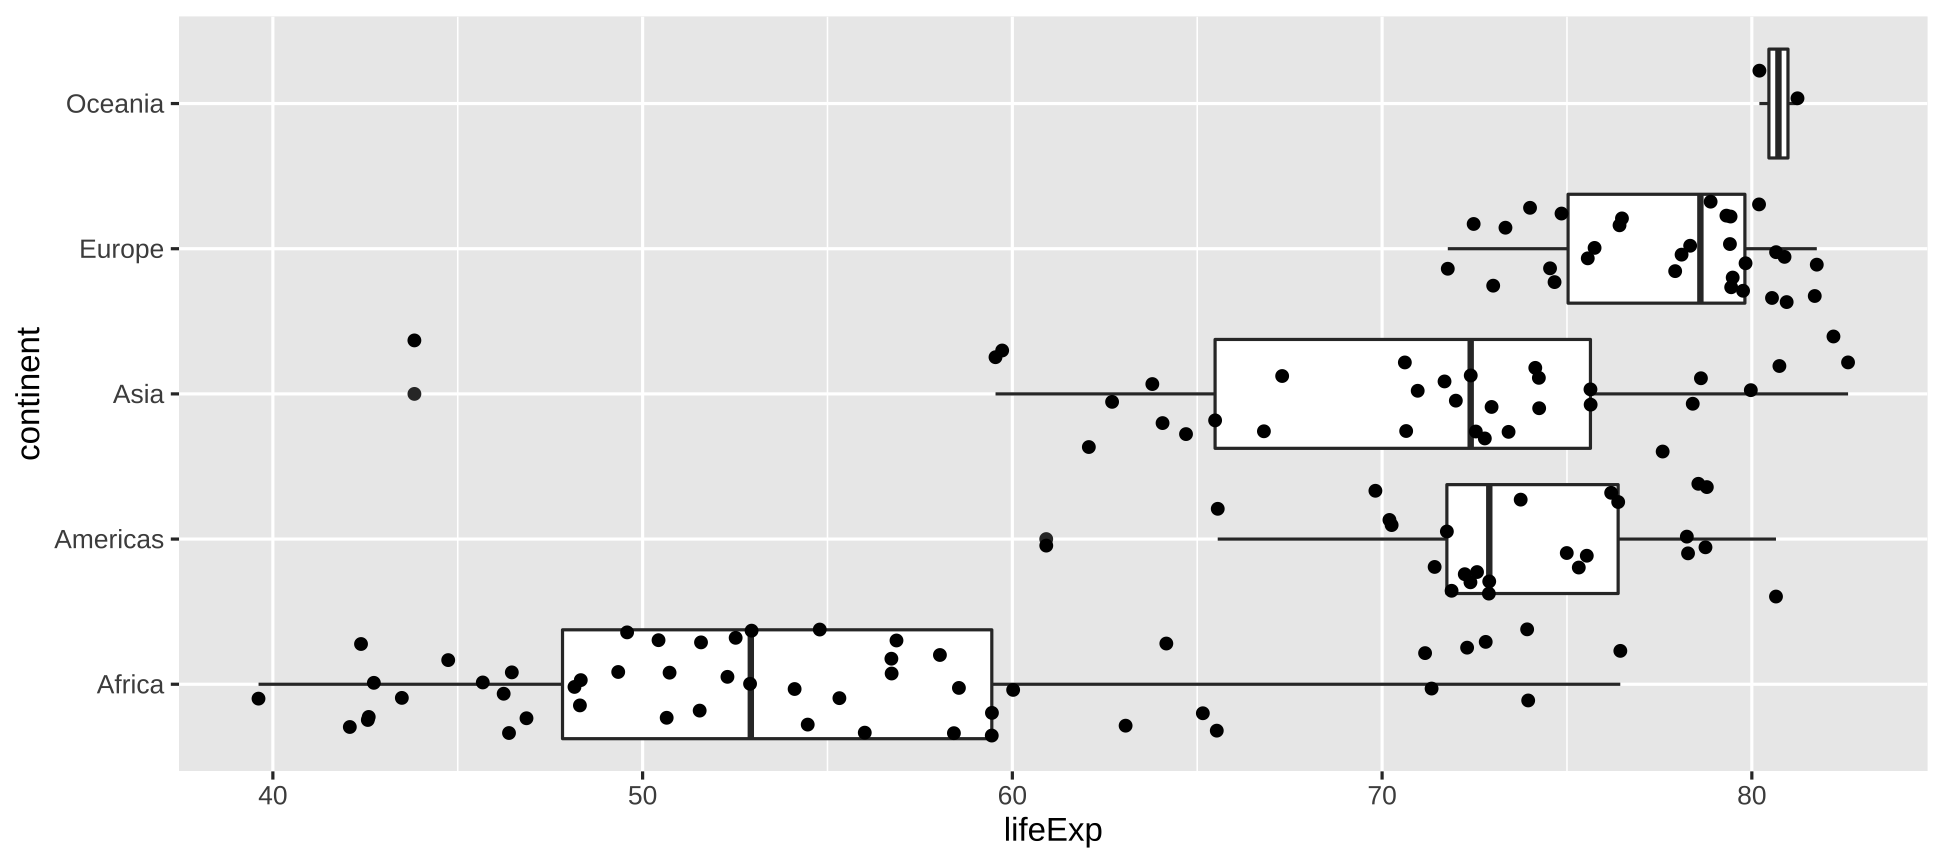 Oceania
Europe
Asia
Americas
Africa
continent
40 50 60 70 80
lifeExp